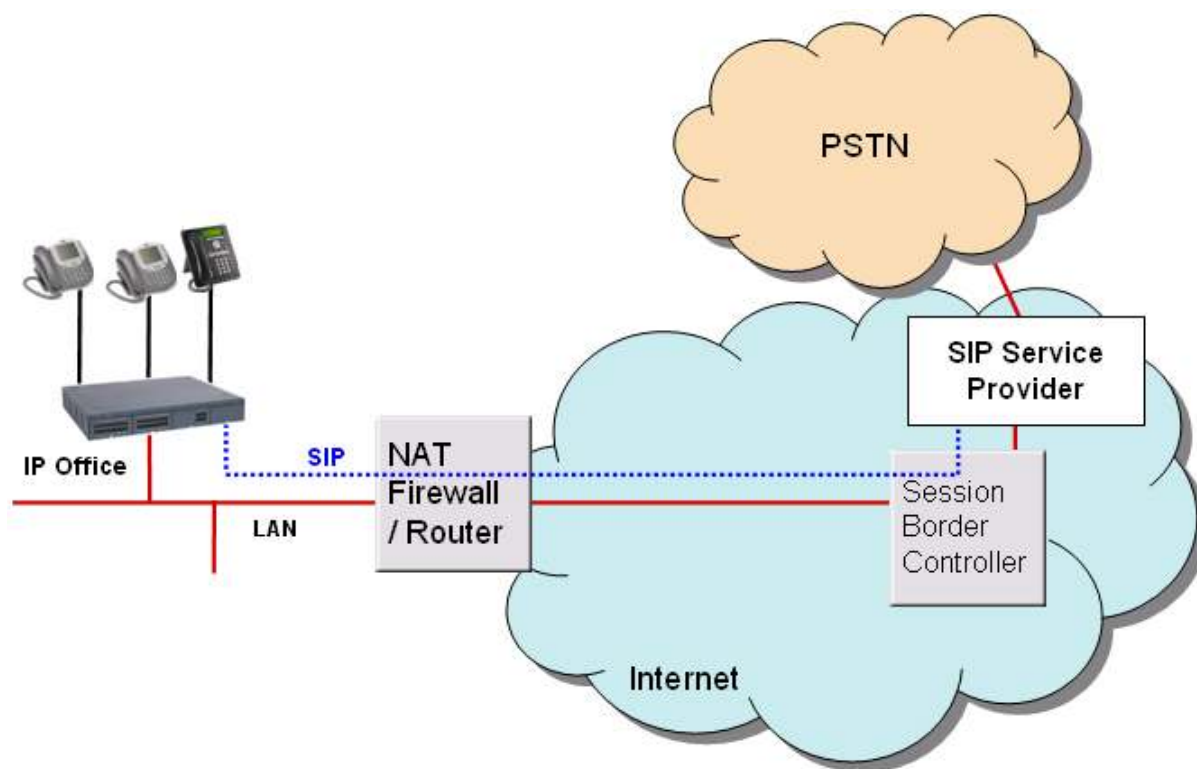 PSTN
SIP Service
Provider
IP Office
SIP
NAT
Firewall
/ Router
LAN
Session
Border
Controller
Internet